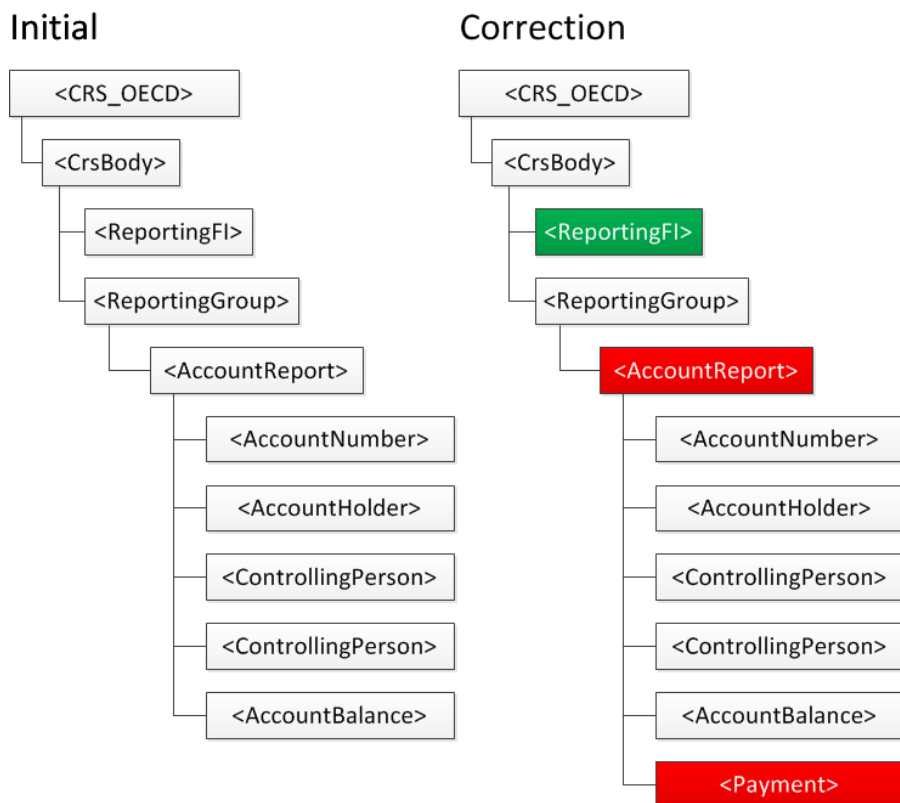 Initial
<CRS_OECD>
<CrsBody>
<ReportingFI>
<ReportingGroup>
<AccountReport>
<AccountNumber>
<AccountHolder>
<ControllingPerson>
<ControllingPerson>
<AccountBalance>
Correction
<CRS_OECD>
<CrsBody>
<ReportingFI>
<ReportingGroup>
<AccountReport>
<AccountNumber>
<AccountHolder>
<ControllingPerson>
<ControllingPerson>
<AccountBalance>
<Payment>